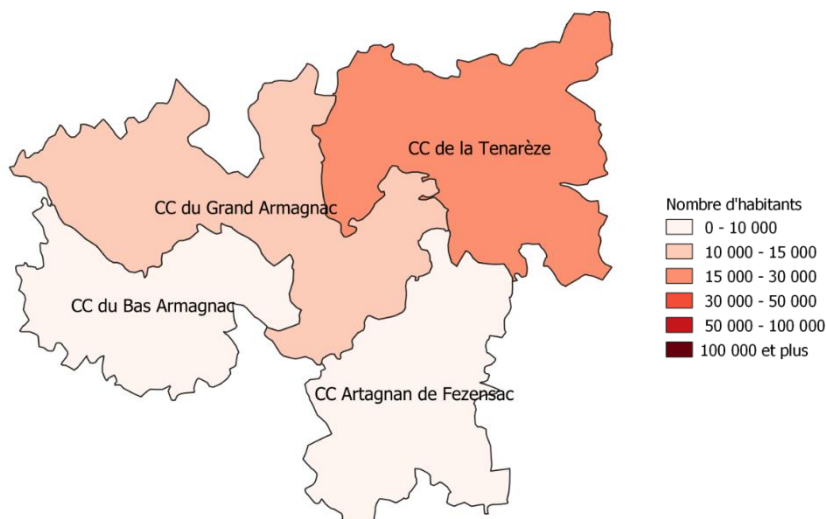 CC de la Tenarèze
CC du Grand Armagnac
CC du Bas Armagnac
CC Artagnan de Fezensac
Nombre d'habitants
0 - 10 000
10 000 - 15 000
15 000 - 30 000
30 000 - 50 000
50 000 - 100 000
100 000 et plus